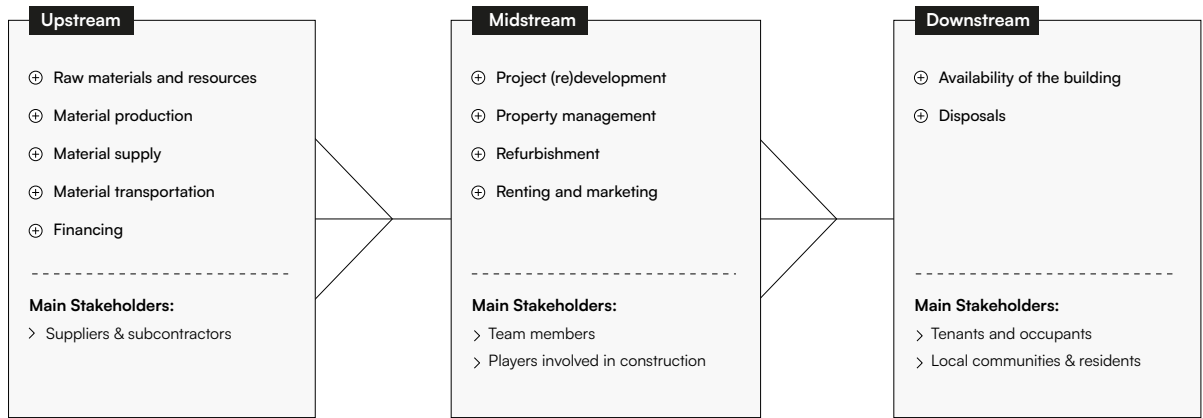 Upstream
Raw materials and resources
Material production
Material supply
Material transportation
Financing
Main Stakeholders:
Suppliers & subcontractors
Midstream
Project (re)development
Property management
Refurbishment
Renting and marketing
Main Stakeholders:
Team members
Players involved in construction
Downstream
Availability of the building
Disposals
Main Stakeholders:
Tenants and occupants
Local communities & residents